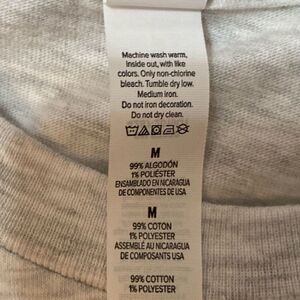 Machine wash warm,
inside out, with like
colors. Only non-chlorine
bleach. Tumble dry low.
Medium iron.
Do not iron decoration.
Do not dry clean.
M
99% ALGODÓN
1% POLIÉSTER
ENSAMBLADO EN NICARAGUA
DE COMPONENTES DE USA
M
99% COTON
1% POLYESTER
ASSEMBLÉ AU NICARAGUA
DE COMPOSANTS USA
99% COTTON
1% POLYESTER